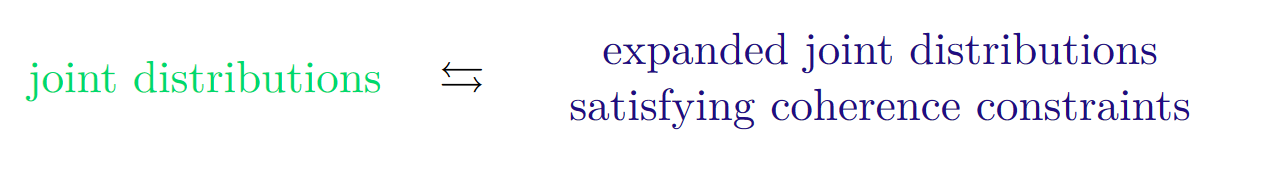 joint distributions ⇆ expanded joint distributions
satisfying coherence constraints